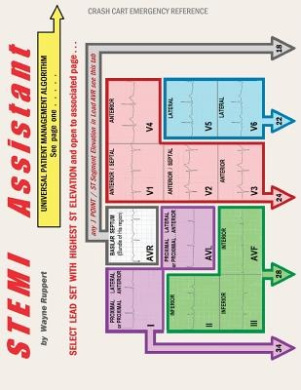 CRASH CART EMERGENCY REFERENCE
STEMI Assistant
by Wayne Ruppert
UNIVERSAL PATIENT MANAGEMENT ALGORITHM
See page one . . . . . .
SELECT LEAD SET WITH HIGHEST ST ELEVATION and open to associated page . . .
any J POINT / ST Segment Elevation in Lead AVR see this tab
PROXIMAL LATERAL
or PROXIMAL ANTERIOR
I
BASILAR SEPTUM
(Bundle of His region)
AVR
ANTERIOR / SEPTAL
V1
ANTERIOR
V4
INFERIOR
II
PROXIMAL LATERAL
or PROXIMAL ANTERIOR
AVL
ANTERIOR / SEPTAL
V2
LATERAL
V5
INFERIOR
III
INFERIOR
AVF
ANTERIOR
V3
LATERAL
V6
34
28
24
22
18